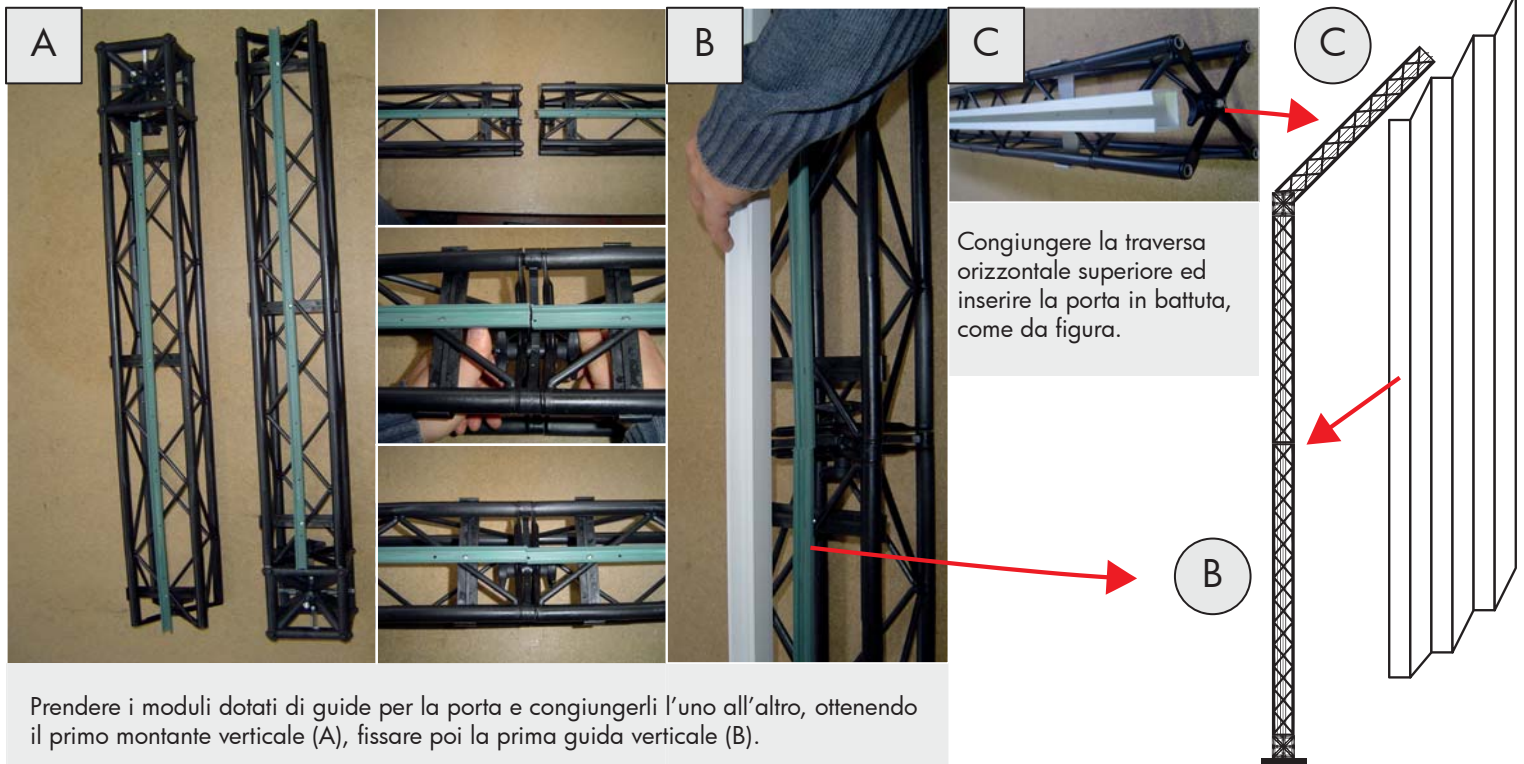 A
B
C
C
Congiungere la traversa
orizzontale superiore ed
inserire la porta in battuta,
come da figura.
B
Prendere i moduli dotati di guide per la porta e congiungerli l’uno all’altro, ottenendo
il primo montante verticale (A), fissare poi la prima guida verticale (B).